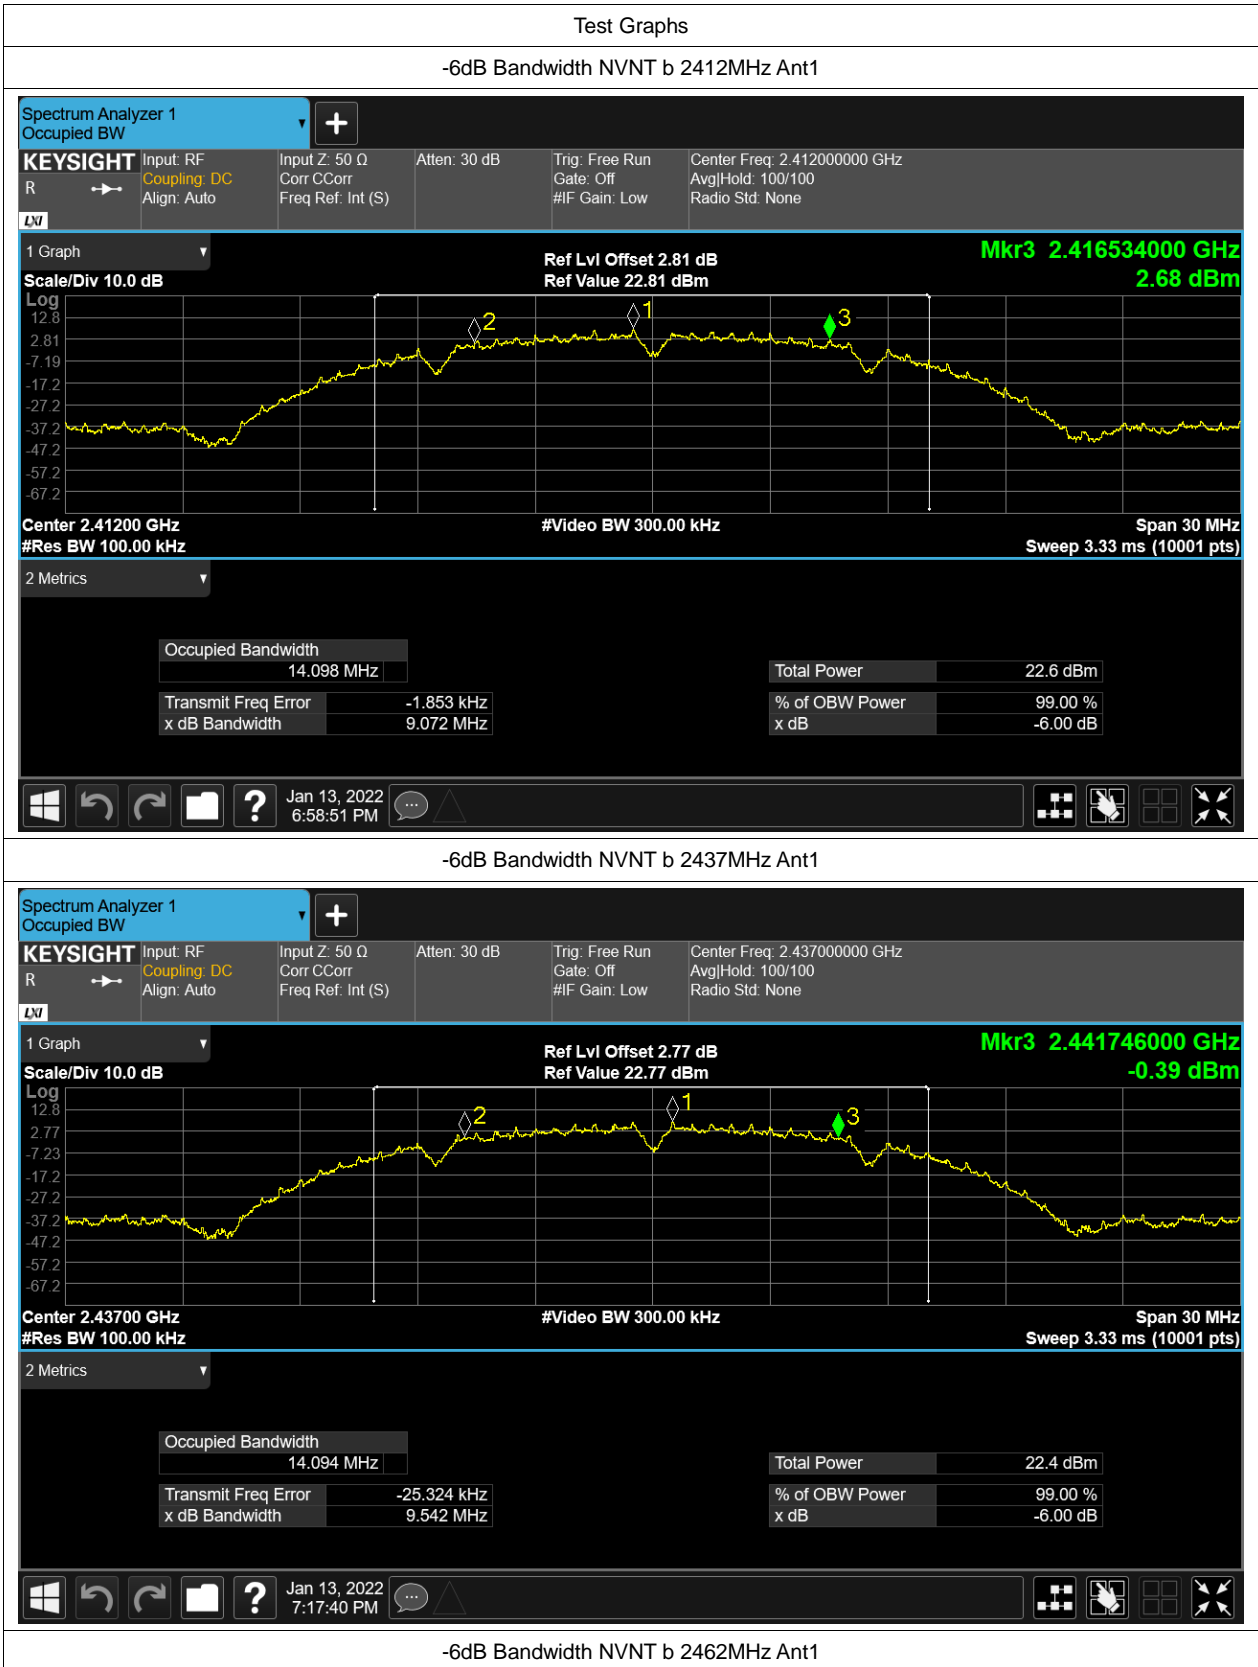 Test Graphs
-6dB Bandwidth NVNT b 2412MHz Ant1
Spectrum Analyzer 1
Occupied BW
KEYSIGHT
R
LXI
Input: RF
Coupling: DC
Align: Auto
Input Z: 50 Ω
Corr CCorr
Freq Ref: Int (S)
Atten: 30 dB
Trig: Free Run
Gate: Off
#IF Gain: Low
Center Freq: 2.412000000 GHz
Avg|Hold: 100/100
Radio Std: None
1 Graph
Scale/Div 10.0 dB
Ref Lvl Offset 2.81 dB
Ref Value 22.81 dBm
Mkr3 2.416534000 GHz
2.68 dBm
Log
12.8
2.81
-7.19
-17.2
-27.2
-37.2
-47.2
-57.2
-67.2
2
1
3
Center 2.41200 GHz
#Res BW 100.00 kHz
#Video BW 300.00 kHz
Span 30 MHz
Sweep 3.33 ms (10001 pts)
2 Metrics
Occupied Bandwidth
14.098 MHz
Transmit Freq Error -1.853 kHz
x dB Bandwidth 9.072 MHz
Total Power 22.6 dBm
% of OBW Power 99.00 %
x dB -6.00 dB
Jan 13, 2022
6:58:51 PM
-6dB Bandwidth NVNT b 2437MHz Ant1
Spectrum Analyzer 1
Occupied BW
KEYSIGHT
R
LXI
Input: RF
Coupling: DC
Align: Auto
Input Z: 50 Ω
Corr CCorr
Freq Ref: Int (S)
Atten: 30 dB
Trig: Free Run
Gate: Off
#IF Gain: Low
Center Freq: 2.437000000 GHz
Avg|Hold: 100/100
Radio Std: None
1 Graph
Scale/Div 10.0 dB
Ref Lvl Offset 2.77 dB
Ref Value 22.77 dBm
Mkr3 2.441746000 GHz
-0.39 dBm
Log
12.8
2.77
-7.23
-17.2
-27.2
-37.2
-47.2
-57.2
-67.2
2
1
3
Center 2.43700 GHz
#Res BW 100.00 kHz
#Video BW 300.00 kHz
Span 30 MHz
Sweep 3.33 ms (10001 pts)
2 Metrics
Occupied Bandwidth
14.094 MHz
Transmit Freq Error -25.324 kHz
x dB Bandwidth 9.542 MHz
Total Power 22.4 dBm
% of OBW Power 99.00 %
x dB -6.00 dB
Jan 13, 2022
7:17:40 PM
-6dB Bandwidth NVNT b 2462MHz Ant1